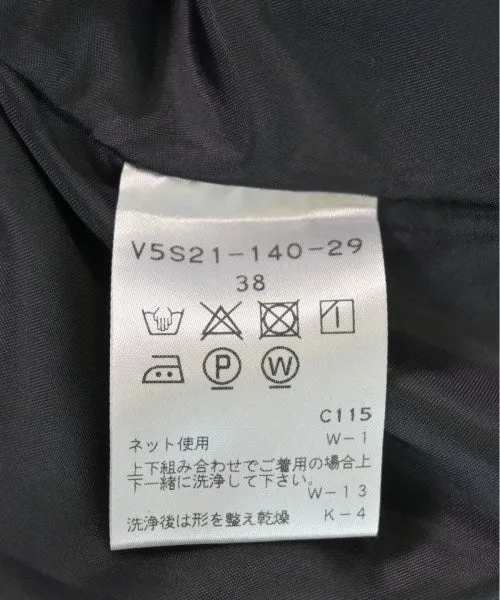 V5S21-140-29
38
P W
C115
ネット使用 W-1
上下組み合わせでご着用の場合上
下一緒に洗浄して下さい。
W-13
洗浄後は形を整え乾燥 K-4